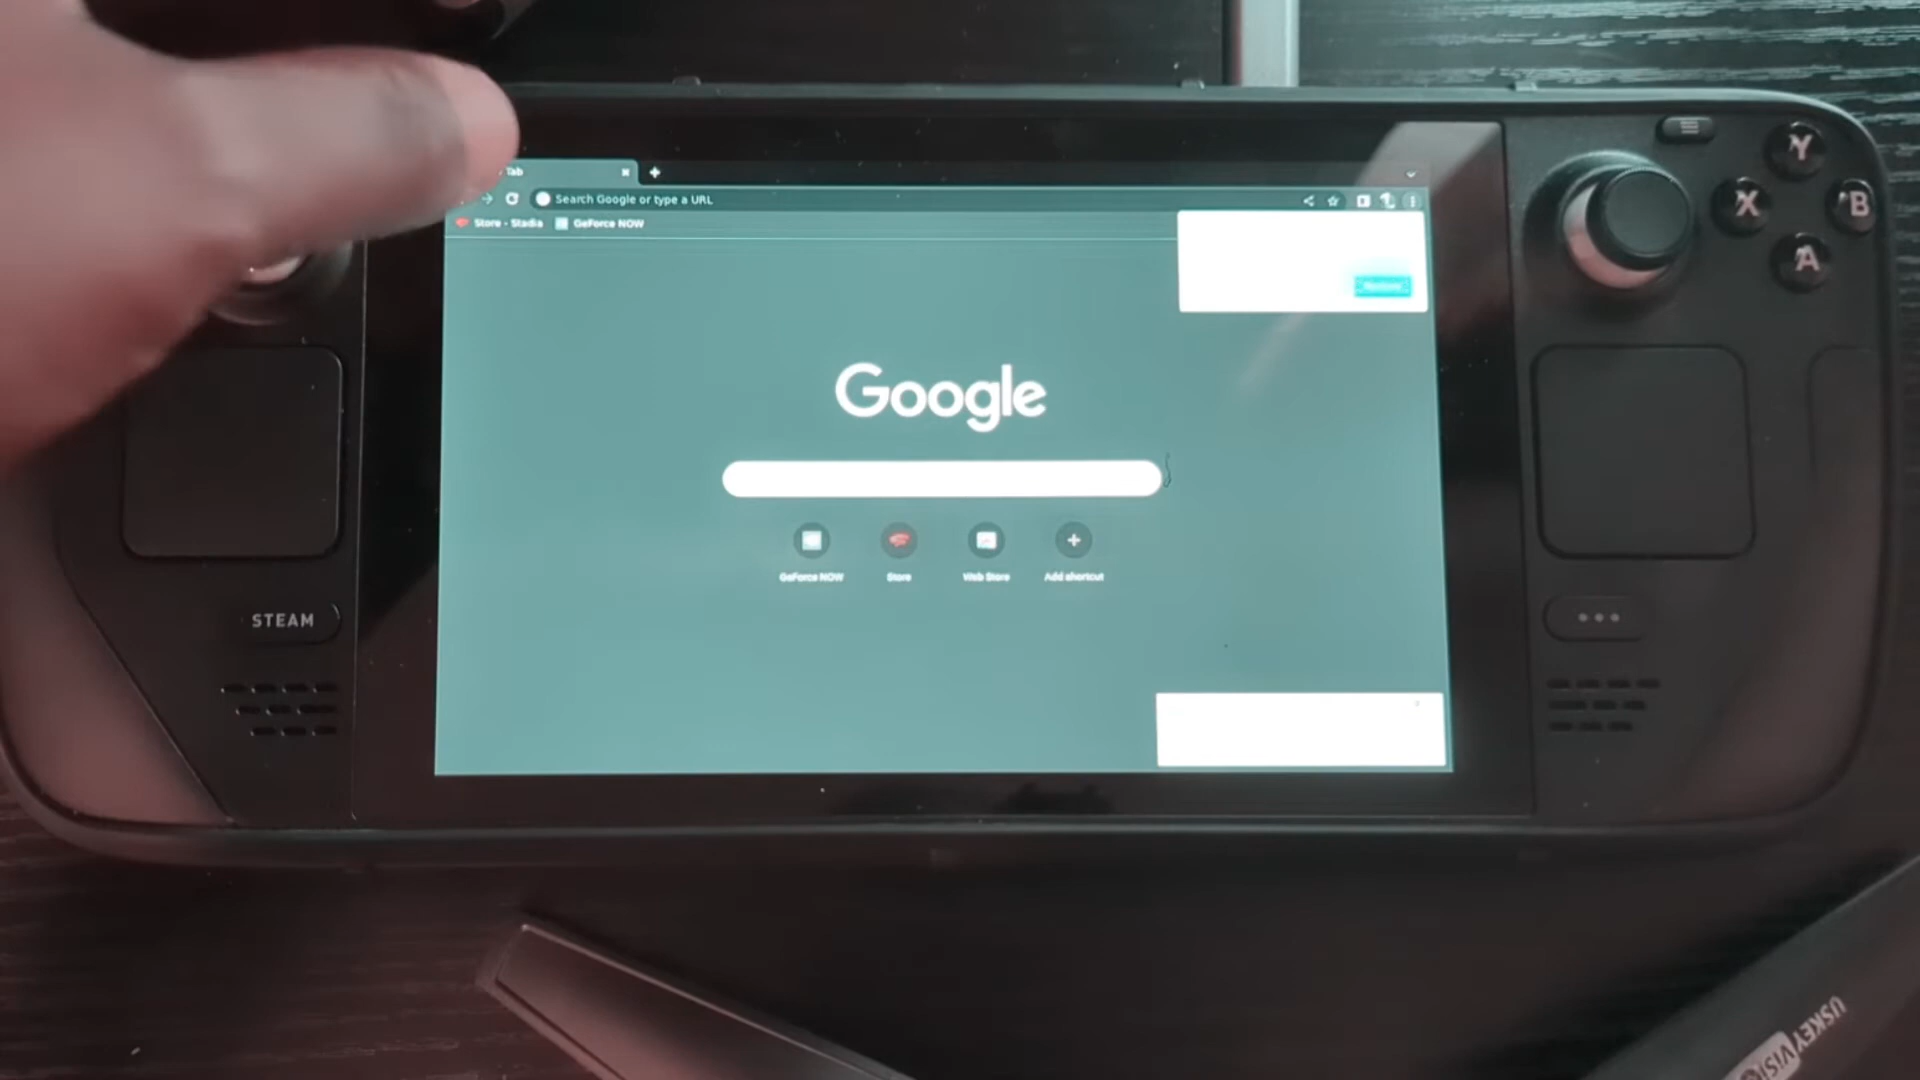 Tab
Search Google or type a URL
Store - Stadia
GeForce NOW
Google
GeForce NOW
Store
Web Store
Add shortcut
STEAM
Y
X
B
A
USKEYVISI